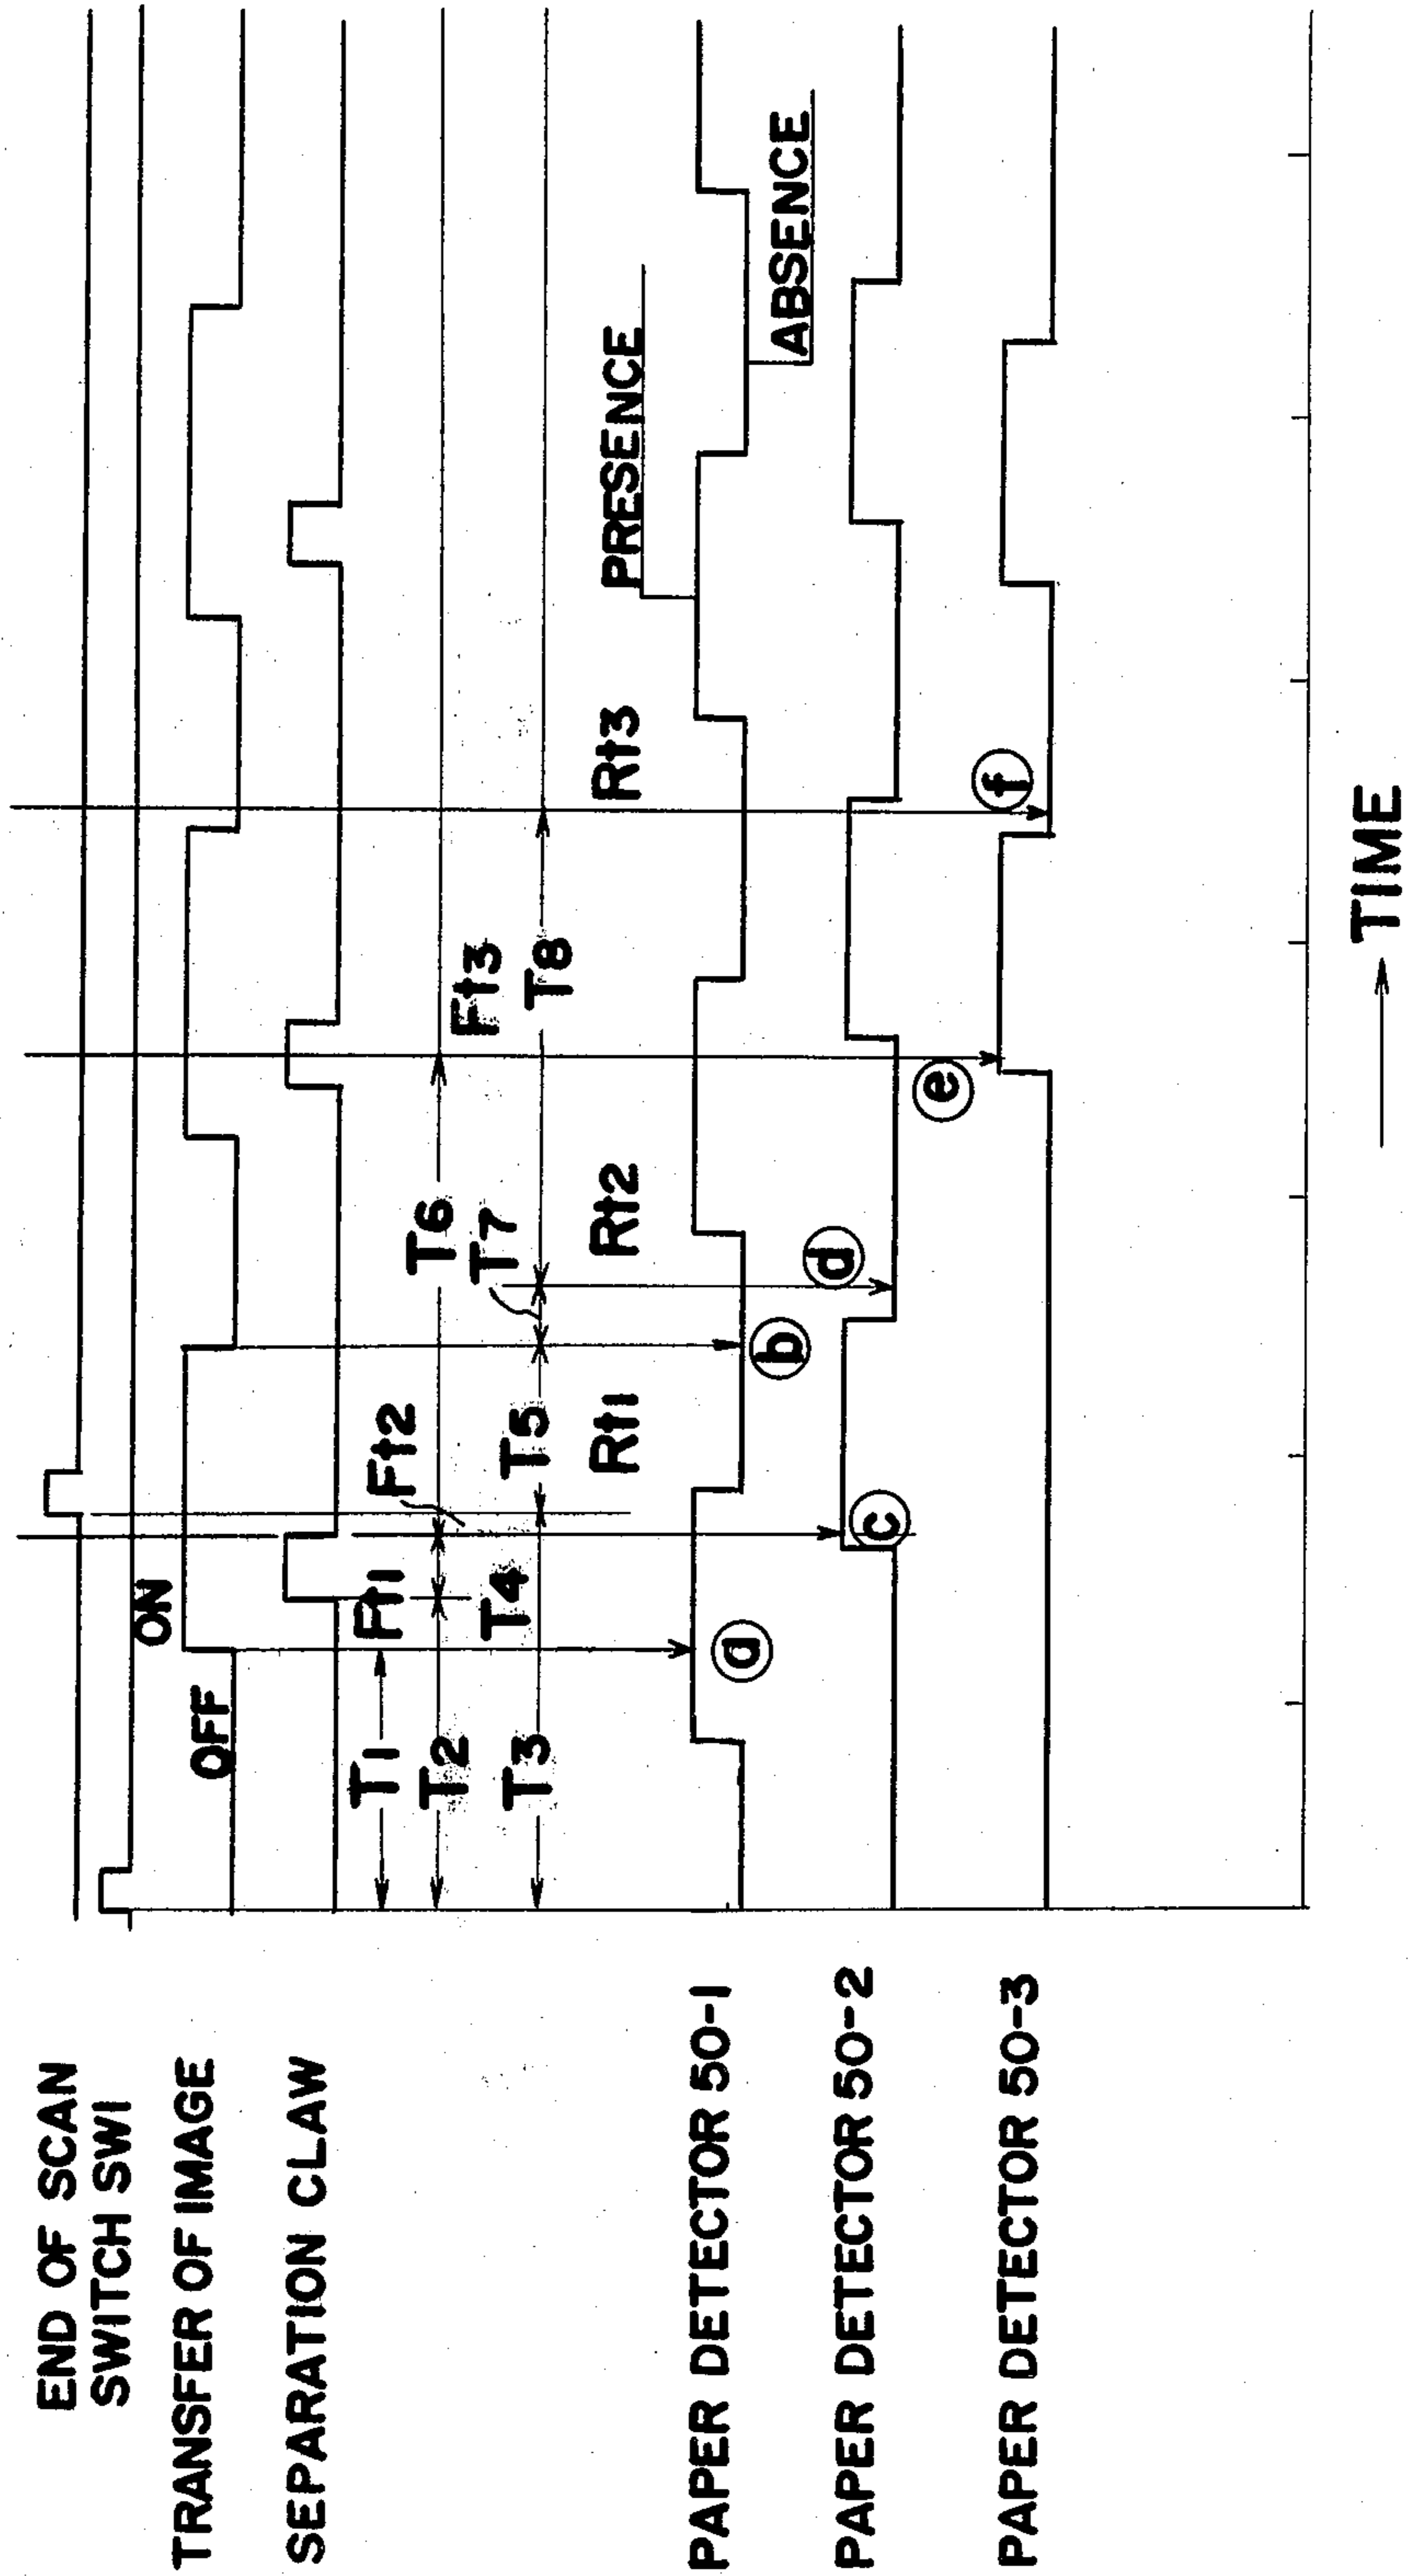 END OF SCAN
SWITCH SW1
TRANSFER OF IMAGE
SEPARATION CLAW
PAPER DETECTOR 50-1
PAPER DETECTOR 50-2
PAPER DETECTOR 50-3
OFF
ON
T1
Ft1
Ft2
T2
T6
Ft3
T3
T4
T5
T7
T8
Rt1
Rt2
Rt3
PRESENCE
ABSENCE
a
b
c
d
e
f
TIME